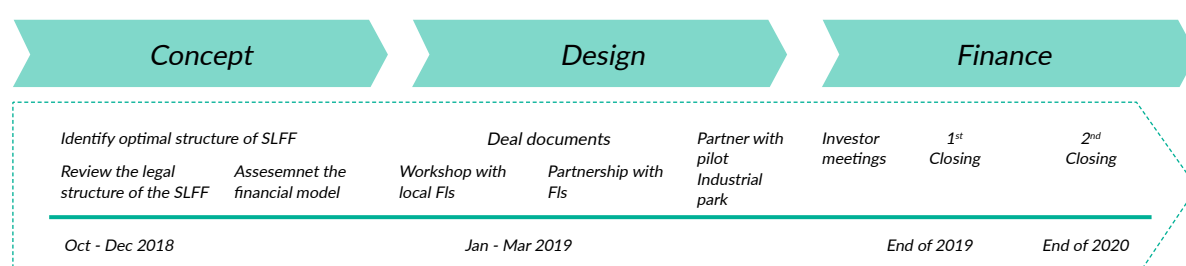 Concept
Design
Finance
Identify optimal structure of SLFF
Review the legal
structure of the SLFF
Assesemnet the
financial model
Deal documents
Workshop with
local FIs
Partnership with
FIs
Partner with
pilot
Industrial
park
Investor
meetings
1st
Closing
2nd
Closing
Oct - Dec 2018
Jan - Mar 2019
End of 2019
End of 2020